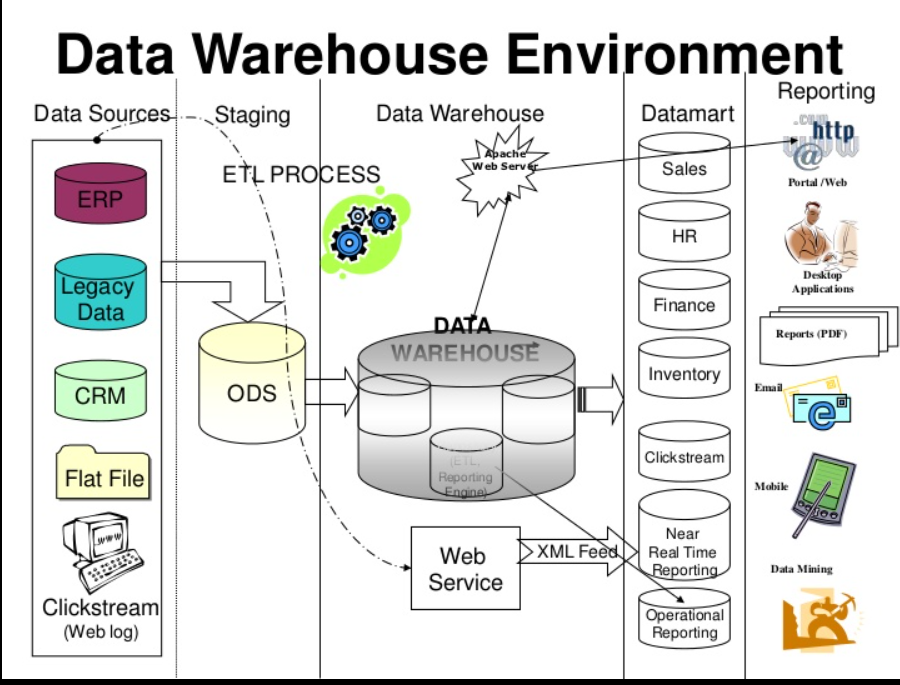 Data Warehouse Environment
Data Sources
Staging
Data Warehouse
Datamart
Reporting
ETL PROCESS
Apache
Web Server
ERP
Legacy
Data
CRM
Flat File
www
Clickstream
(Web log)
ODS
DATA
WAREHOUSE
(ETL,
Reporting
Engine)
Web
Service
XML Feed
Sales
HR
Finance
Inventory
Clickstream
Near
Real Time
Reporting
Operational
Reporting
.com
http
www
@
Portal /Web
Desktop
Applications
Reports (PDF)
Email
e
Mobile
Data Mining